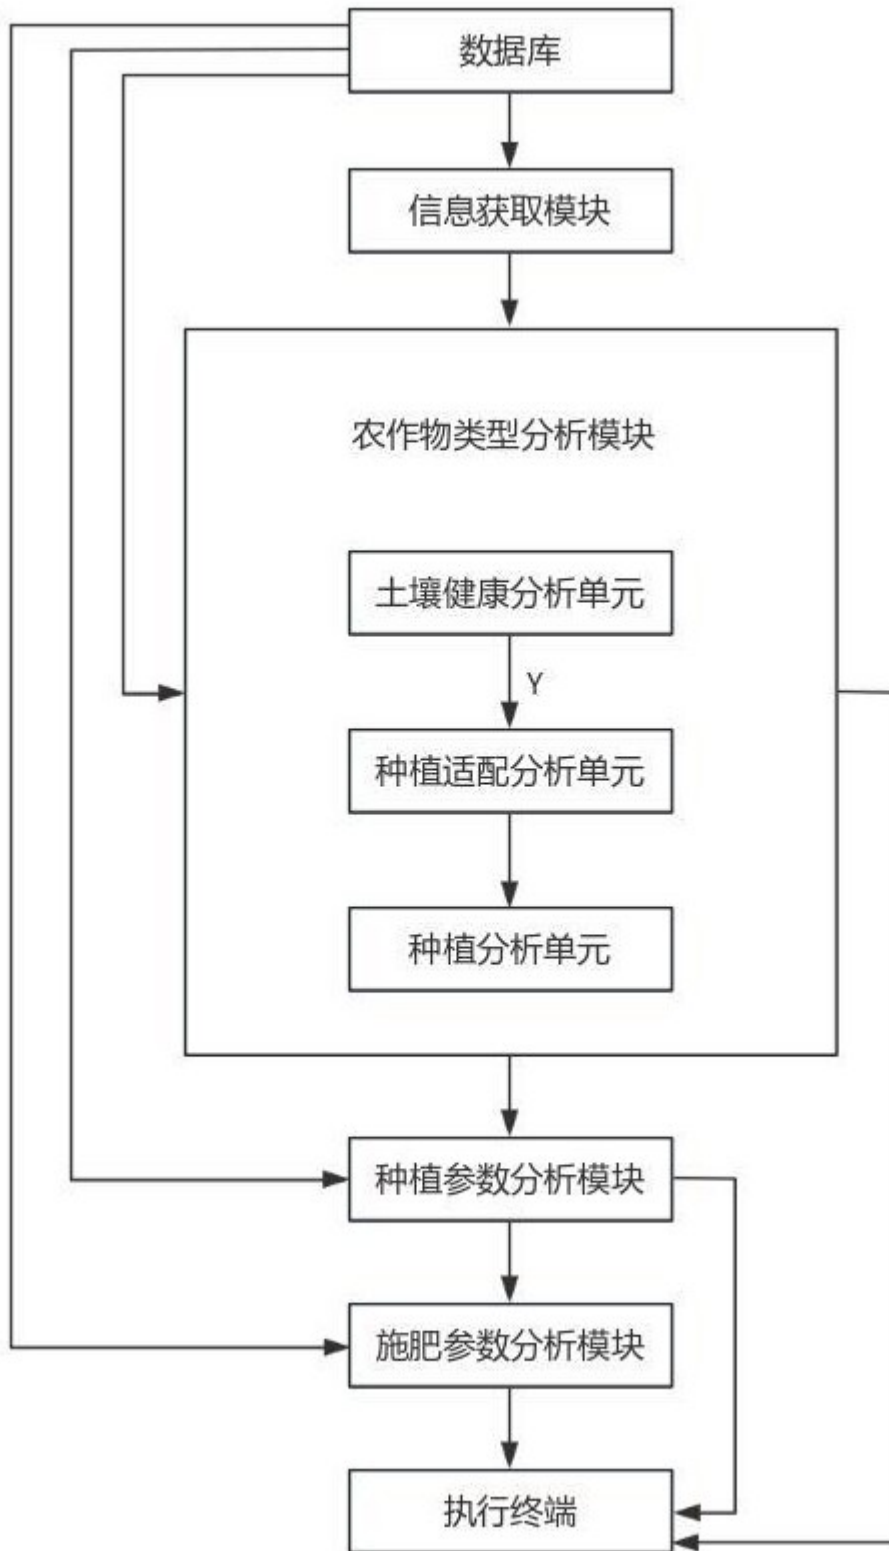 数据库
信息获取模块
农作物类型分析模块
土壤健康分析单元
Y
种植适配分析单元
种植分析单元
种植参数分析模块
施肥参数分析模块
执行终端